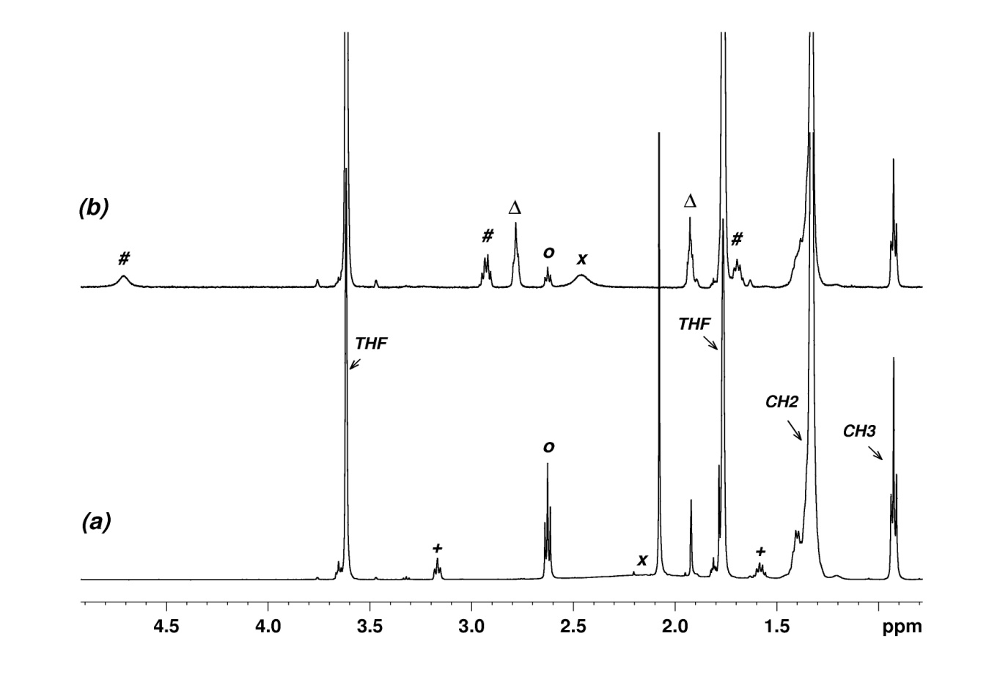 (b)
#
#
Δ
o
x
Δ
#
THF
THF
CH2
CH3
(a)
+
o
x
+
4.5 4.0 3.5 3.0 2.5 2.0 1.5 ppm